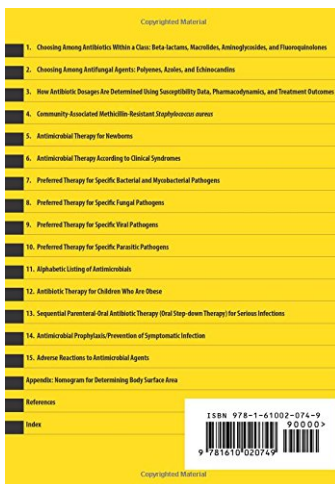 Copyrighted Material
1. Choosing Among Antibiotics Within a Class: Beta-lactams, Macrolides, Aminoglycosides, and Fluoroquinolones
2. Choosing Among Antifungal Agents: Polyenes, Azoles, and Echinocandins
3. How Antibiotic Dosages Are Determined Using Susceptibility Data, Pharmacodynamics, and Treatment Outcomes
4. Community-Associated Methicillin-Resistant Staphylococcus aureus
5. Antimicrobial Therapy for Newborns
6. Antimicrobial Therapy According to Clinical Syndromes
7. Preferred Therapy for Specific Bacterial and Mycobacterial Pathogens
8. Preferred Therapy for Specific Fungal Pathogens
9. Preferred Therapy for Specific Viral Pathogens
10. Preferred Therapy for Specific Parasitic Pathogens
11. Alphabetic Listing of Antimicrobials
12. Antibiotic Therapy for Children Who Are Obese
13. Sequential Parenteral-Oral Antibiotic Therapy (Oral Step-down Therapy) for Serious Infections
14. Antimicrobial Prophylaxis/Prevention of Symptomatic Infection
15. Adverse Reactions to Antimicrobial Agents
Appendix: Nomogram for Determining Body Surface Area
References
Index
ISBN 978-1-61002-074-9
90000>
9 781610 020749
Copyrighted Material